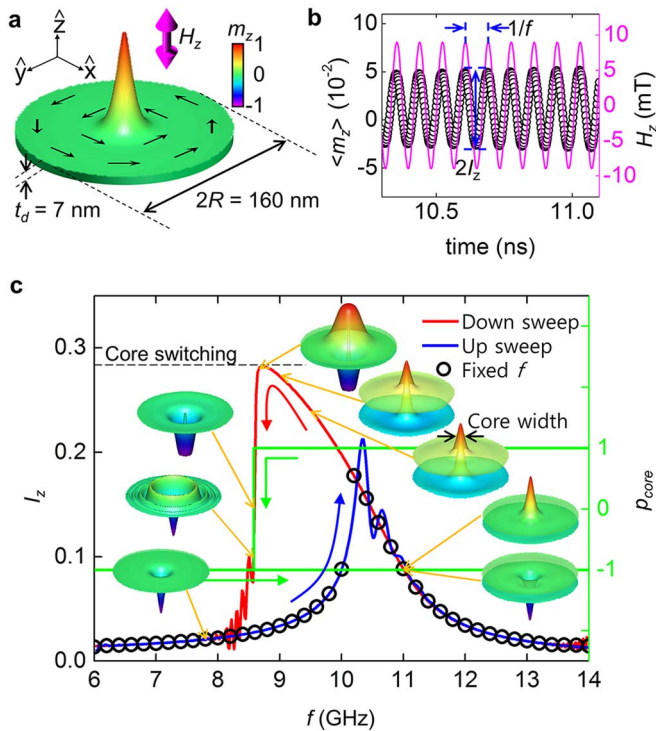 a
ẑ
ŷ
x̂
H_z
m_z
1
0
-1
t_d = 7 nm
2R = 160 nm
b
<m_z> (10⁻²)
10
5
0
-5
1/f
2I_z
10
5
0
-5
-10
H_z (mT)
10.5
11.0
time (ns)
c
Core switching
Down sweep
Up sweep
Fixed f
Core width
I_z
0.3
0.2
0.1
0.0
1
0
-1
p_core
6 7 8 9 10 11 12 13 14
f (GHz)